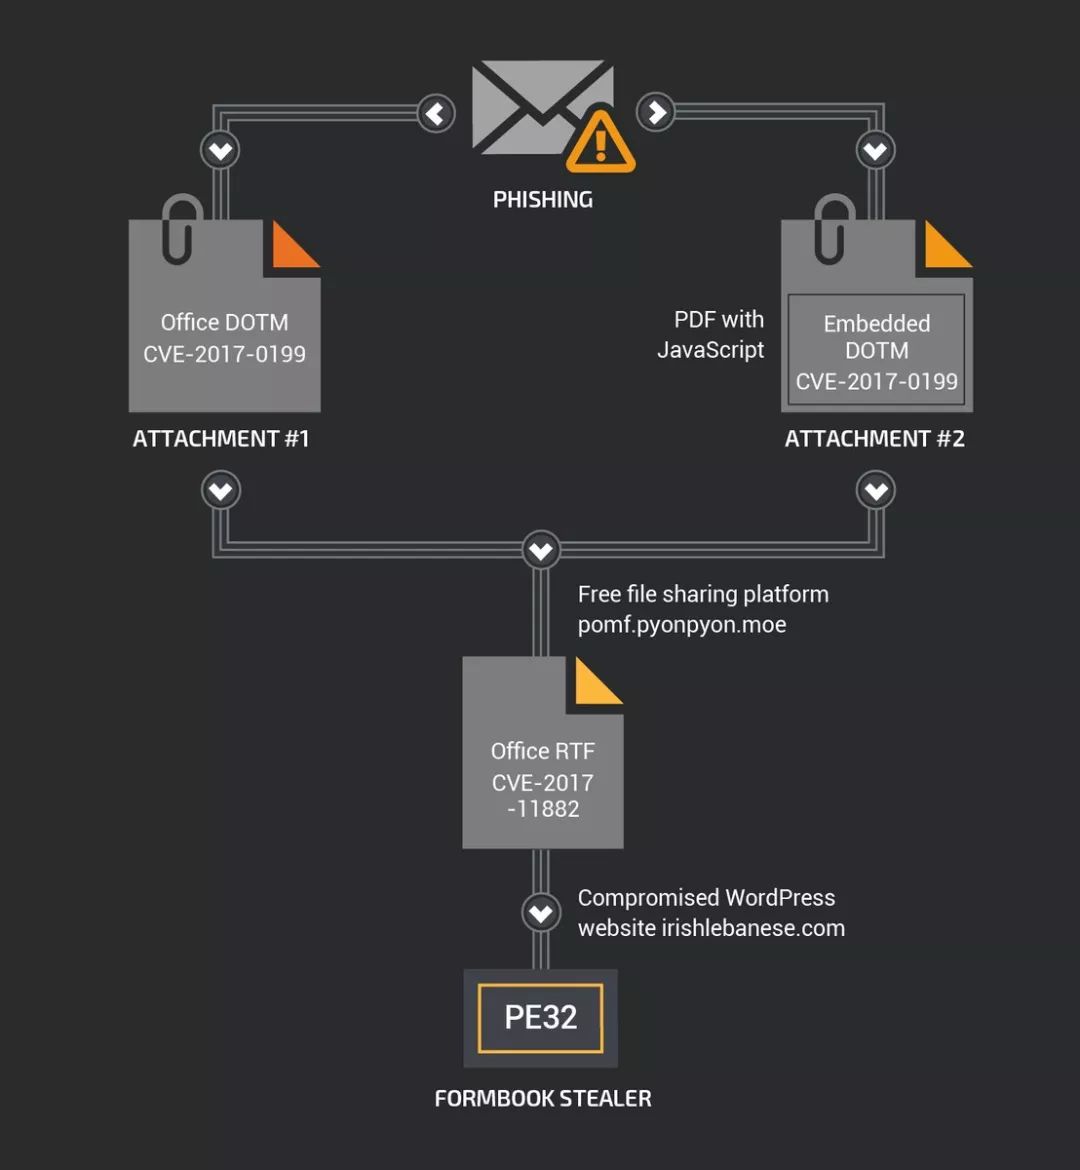 PHISHING
Office DOTM
CVE-2017-0199
ATTACHMENT #1
PDF with
JavaScript
Embedded
DOTM
CVE-2017-0199
ATTACHMENT #2
Free file sharing platform
pomf.pyonpyon.moe
Office RTF
CVE-2017
-11882
Compromised WordPress
website irishlebanese.com
PE32
FORMBOOK STEALER